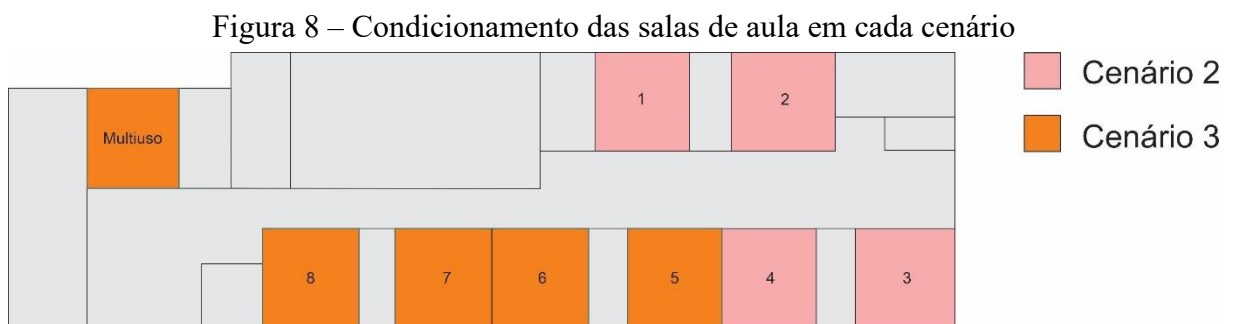 Figura 8 – Condicionamento das salas de aula em cada cenário
1
2
Cenário 2
Multiuso
Cenário 3
8
7
6
5
4
3